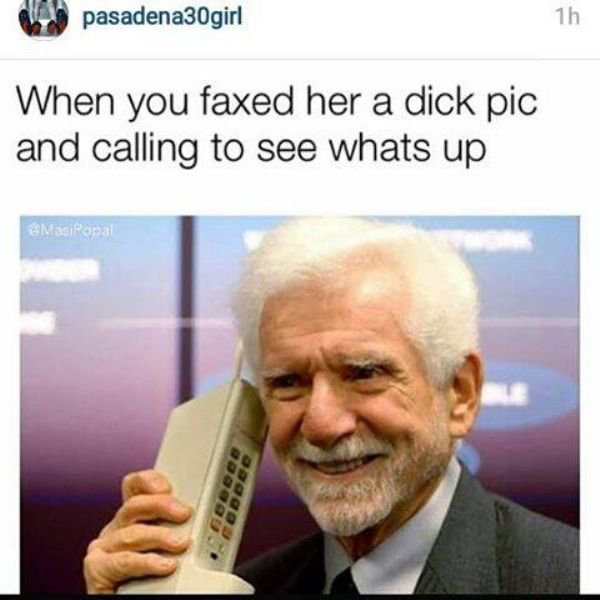 pasadena30girl
1h
When you faxed her a dick pic
and calling to see whats up
@MasiPopal